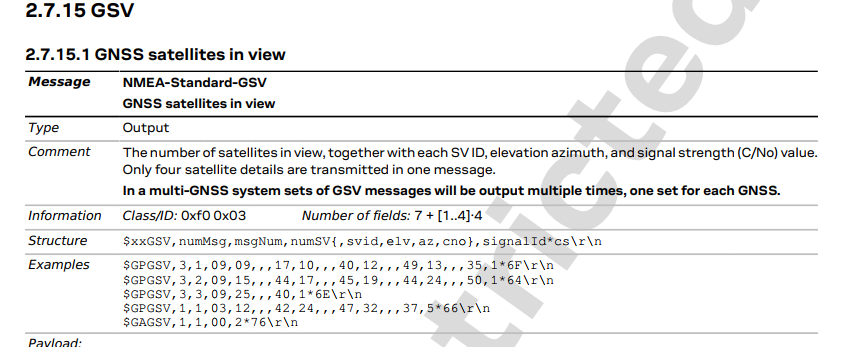 2.7.15 GSV
2.7.15.1 GNSS satellites in view
Message NMEA-Standard-GSV
GNSS satellites in view
Type Output
Comment The number of satellites in view, together with each SV ID, elevation azimuth, and signal strength (C/No) value.
Only four satellite details are transmitted in one message.
In a multi-GNSS system sets of GSV messages will be output multiple times, one set for each GNSS.
Information Class/ID: 0xf0 0x03 Number of fields: 7 + [1..4]·4
Structure $xxGSV,numMsg,msgNum,numSV{,svid,elv,az,cno},signalId*cs\r\n
Examples $GPGSV,3,1,09,09,,,17,10,,,40,12,,,49,13,,,35,1*6F\r\n
$GPGSV,3,2,09,15,,,44,17,,,45,19,,,44,24,,,50,1*64\r\n
$GPGSV,3,3,09,25,,,40,1*6E\r\n
$GPGSV,1,1,03,12,,,42,24,,,47,32,,,37,5*66\r\n
$GAGSV,1,1,00,2*76\r\n
Payload: